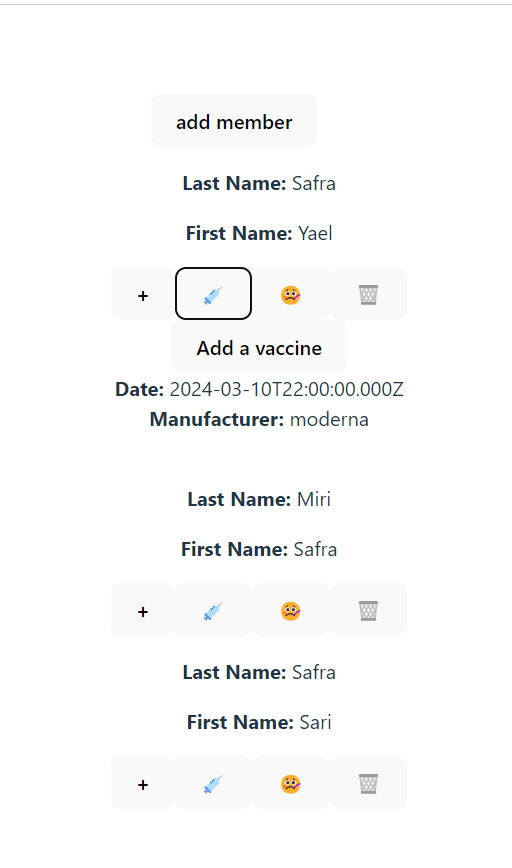 add member
Last Name: Safra
First Name: Yael
+
Add a vaccine
Date: 2024-03-10T22:00:00.000Z
Manufacturer: moderna
Last Name: Miri
First Name: Safra
+
Last Name: Safra
First Name: Sari
+